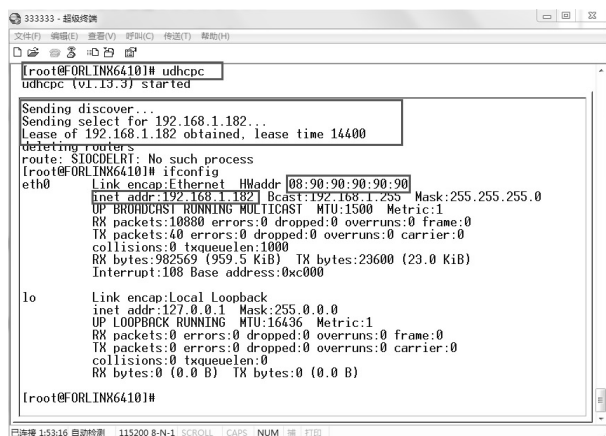 333333 - 超级终端
文件(F) 编辑(E) 查看(V) 呼叫(C) 传送(T) 帮助(H)
[root@FORLINX6410]# udhcpc
udhcpc (v1.13.3) started
Sending discover...
Sending select for 192.168.1.182...
Lease of 192.168.1.182 obtained, lease time 14400
deleting routers
route: SIOCDELRT: No such process
[root@FORLINX6410]# ifconfig
eth0 Link encap:Ethernet HWaddr 08:90:90:90:90:90
inet addr:192.168.1.182 Bcast:192.168.1.255 Mask:255.255.255.0
UP BROADCAST RUNNING MULTICAST MTU:1500 Metric:1
RX packets:10880 errors:0 dropped:0 overruns:0 frame:0
TX packets:40 errors:0 dropped:0 overruns:0 carrier:0
collisions:0 txqueuelen:1000
RX bytes:982569 (959.5 KiB) TX bytes:23600 (23.0 KiB)
Interrupt:108 Base address:0xc000
lo Link encap:Local Loopback
inet addr:127.0.0.1 Mask:255.0.0.0
UP LOOPBACK RUNNING MTU:16436 Metric:1
RX packets:0 errors:0 dropped:0 overruns:0 frame:0
TX packets:0 errors:0 dropped:0 overruns:0 carrier:0
collisions:0 txqueuelen:0
RX bytes:0 (0.0 B) TX bytes:0 (0.0 B)
[root@FORLINX6410]#
已连接 1:53:16 自动检测 115200 8-N-1 SCROLL CAPS NUM 捕 打印